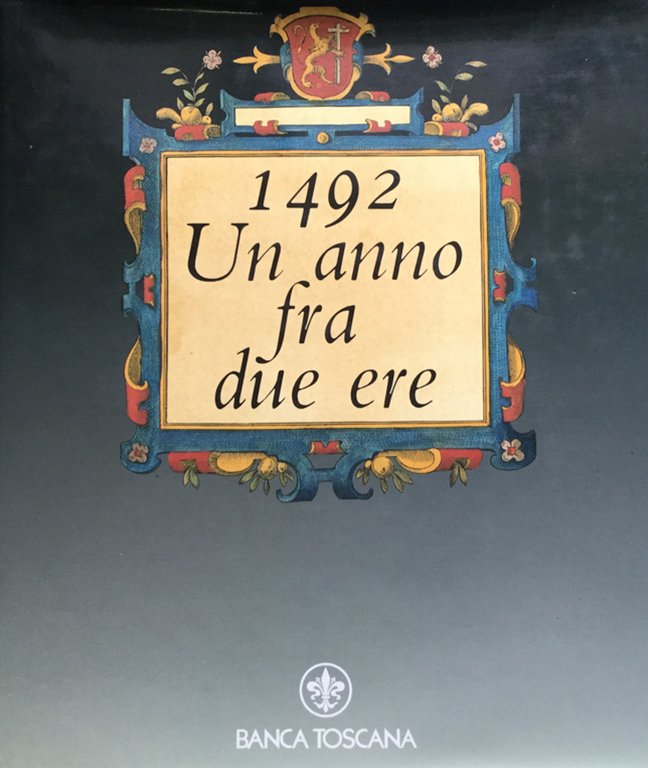 1492
Un anno
fra
due ere
BANCA TOSCANA